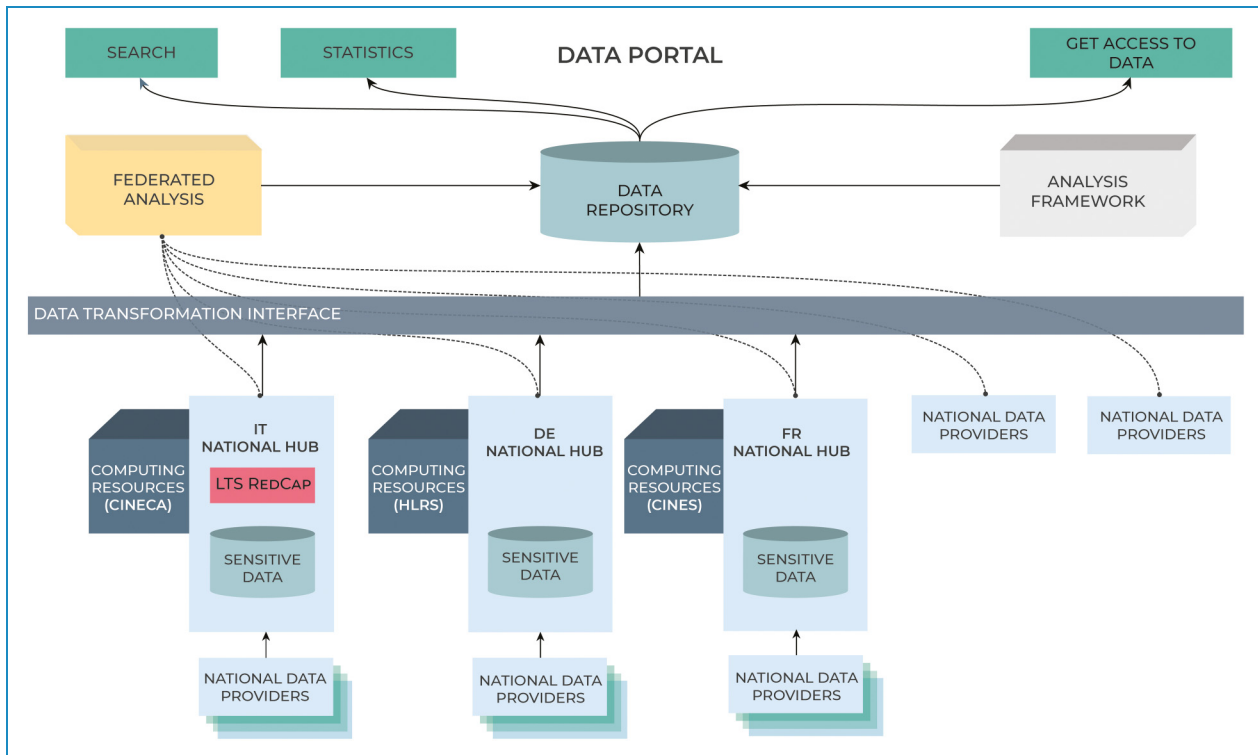 SEARCH
STATISTICS
DATA PORTAL
GET ACCESS TO
DATA
FEDERATED
ANALYSIS
DATA
REPOSITORY
ANALYSIS
FRAMEWORK
DATA TRANSFORMATION INTERFACE
COMPUTING
RESOURCES
(CINECA)
IT
NATIONAL HUB
LTS REDCAP
SENSITIVE
DATA
COMPUTING
RESOURCES
(HLRS)
DE
NATIONAL HUB
SENSITIVE
DATA
COMPUTING
RESOURCES
(CINES)
FR
NATIONAL HUB
SENSITIVE
DATA
NATIONAL DATA
PROVIDERS
NATIONAL DATA
PROVIDERS
NATIONAL DATA
PROVIDERS
NATIONAL DATA
PROVIDERS
NATIONAL DATA
PROVIDERS